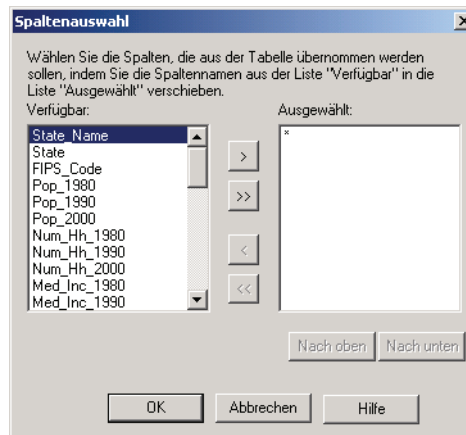 Spaltenauswahl
Wählen Sie die Spalten, die aus der Tabelle übernommen werden
sollen, indem Sie die Spaltennamen aus der Liste "Verfügbar" in die
Liste "Ausgewählt" verschieben.
Verfügbar:
State_Name
State
FIPS_Code
Pop_1980
Pop_1990
Pop_2000
Num_Hh_1980
Num_Hh_1990
Num_Hh_2000
Med_Inc_1980
Med_Inc_1990
>
>>
<
<<
Ausgewählt:
*
Nach oben Nach unten
OK Abbrechen Hilfe